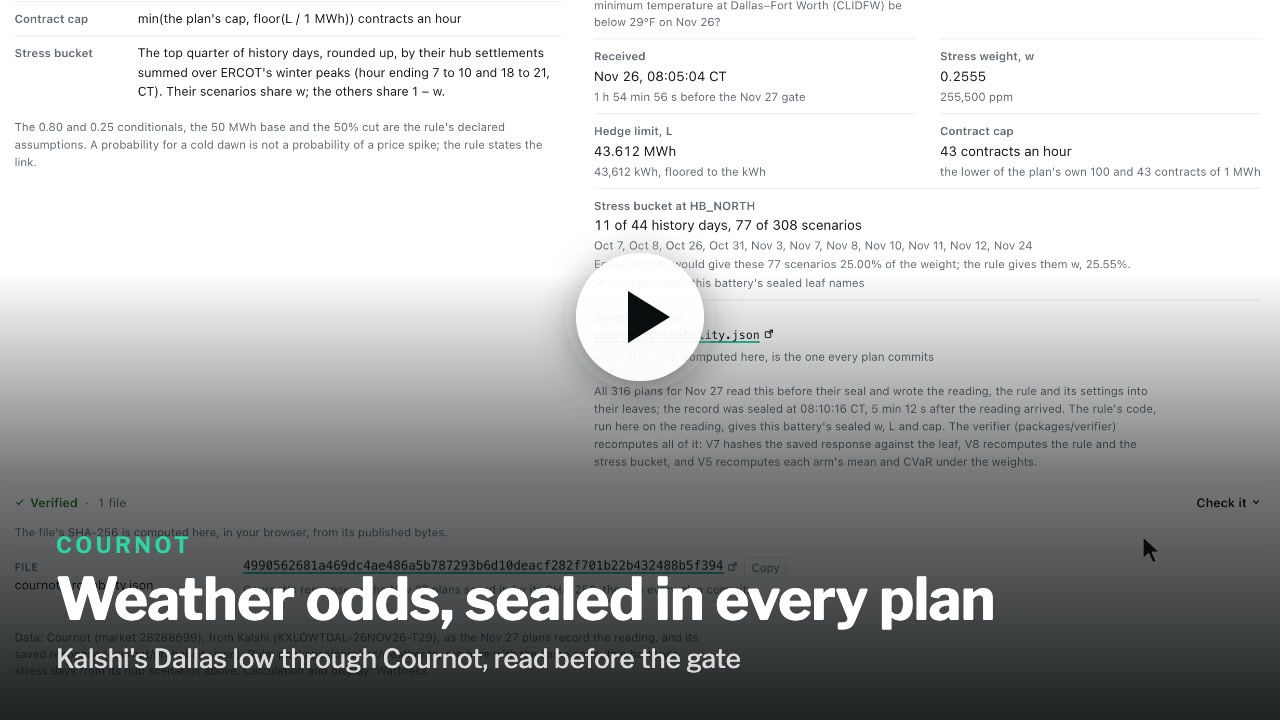 Contract cap
min(the plan's cap, floor(L / 1 MWh)) contracts an hour
Stress bucket
The top quarter of history days, rounded up, by their hub settlements
summed over ERCOT's winter peaks (hour ending 7 to 10 and 18 to 21,
CT). Their scenarios share w; the others share 1 – w.
The 0.80 and 0.25 conditionals, the 50 MWh base and the 50% cut are the rule's declared
assumptions. A probability for a cold dawn is not a probability of a price spike; the rule states the
link.
minimum temperature at Dallas–Fort Worth (CLIDFW) be
below 29°F on Nov 26?
Received
Nov 26, 08:05:04 CT
1 h 54 min 56 s before the Nov 27 gate
Stress weight, w
0.2555
255,500 ppm
Hedge limit, L
43.612 MWh
43,612 kWh, floored to the kWh
Contract cap
43 contracts an hour
the lower of the plan's own 100 and 43 contracts of 1 MWh
Stress bucket at HB_NORTH
11 of 44 history days, 77 of 308 scenarios
Oct 7, Oct 8, Oct 26, Oct 31, Nov 3, Nov 7, Nov 8, Nov 10, Nov 11, Nov 12, Nov 24
would give these 77 scenarios 25.00% of the weight; the rule gives them w, 25.55%.
this battery's sealed leaf names
computed here, is the one every plan commits
All 316 plans for Nov 27 read this before their seal and wrote the reading, the rule and its settings into
their leaves; the record was sealed at 08:10:16 CT, 5 min 12 s after the reading arrived. The rule's code,
run here on the reading, gives this battery's sealed w, L and cap. The verifier (packages/verifier)
recomputes all of it: V7 hashes the saved response against the leaf, V8 recomputes the rule and the
stress bucket, and V5 recomputes each arm's mean and CVaR under the weights.
✓ Verified · 1 file
Check it
The file's SHA-256 is computed here, in your browser, from its published bytes.
COURNOT
FILE
4990562681a469dc4ae486a5b787293b6d10deacf282f701b22b432488b5f394
Copy
Weather odds, sealed in every plan
Data: Cournot (market 28288699), from Kalshi (KXLOWTDAL-26NOV26-T29), as the Nov 27 plans record the reading, and its
Kalshi's Dallas low through Cournot, read before the gate